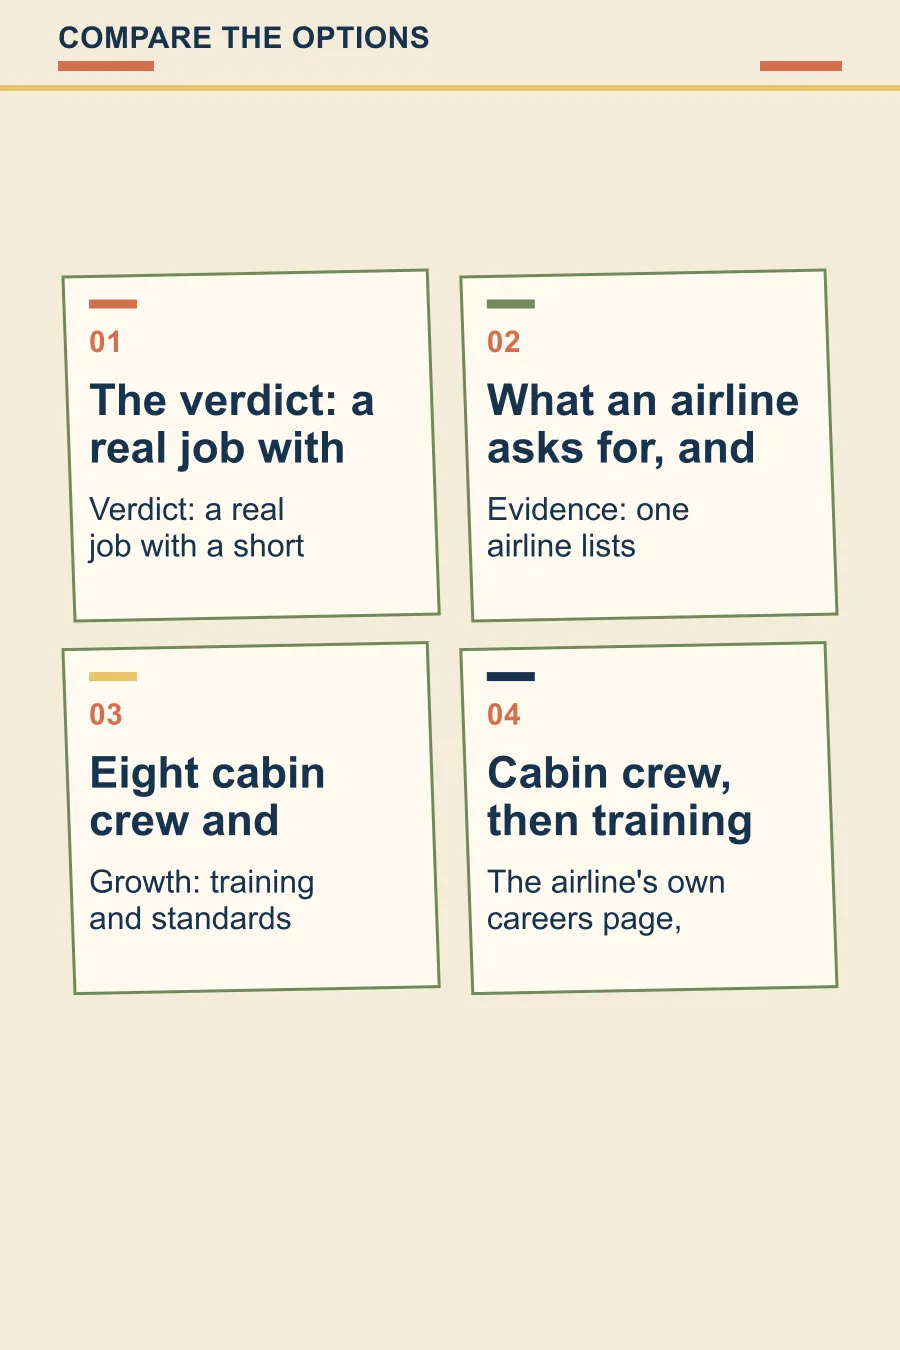 COMPARE THE OPTIONS
01
The verdict: a
real job with
Verdict: a real
job with a short
02
What an airline
asks for, and
Evidence: one
airline lists
03
Eight cabin
crew and
Growth: training
and standards
04
Cabin crew,
then training
The airline's own
careers page,